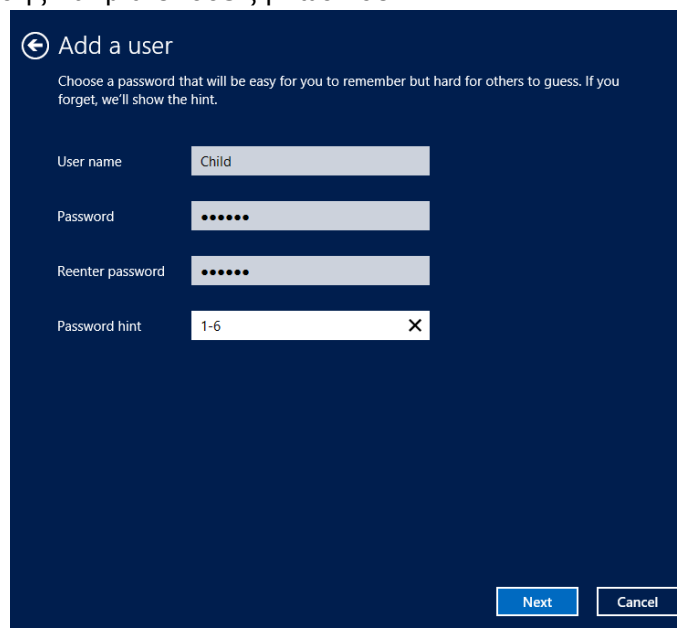 Add a user
Choose a password that will be easy for you to remember but hard for others to guess. If you
forget, we'll show the hint.
User name Child
Password ••••••
Reenter password ••••••
Password hint 1-6
Next Cancel